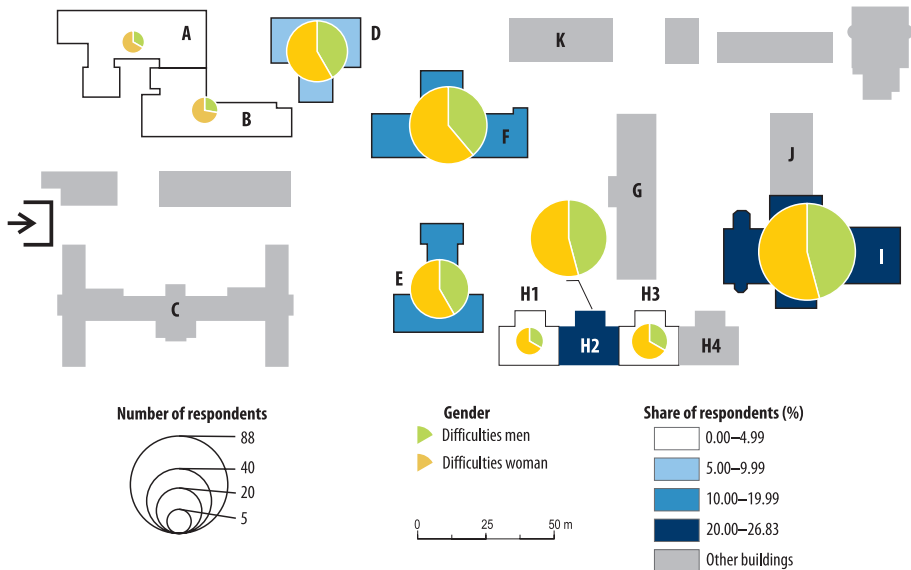 A
D
K
B
F
J
G
E
H1
H3
I
C
H2
H4
Number of respondents
88
40
20
5
Gender
Difficulties men
Difficulties woman
0 25 50 m
Share of respondents (%)
0.00–4.99
5.00–9.99
10.00–19.99
20.00–26.83
Other buildings